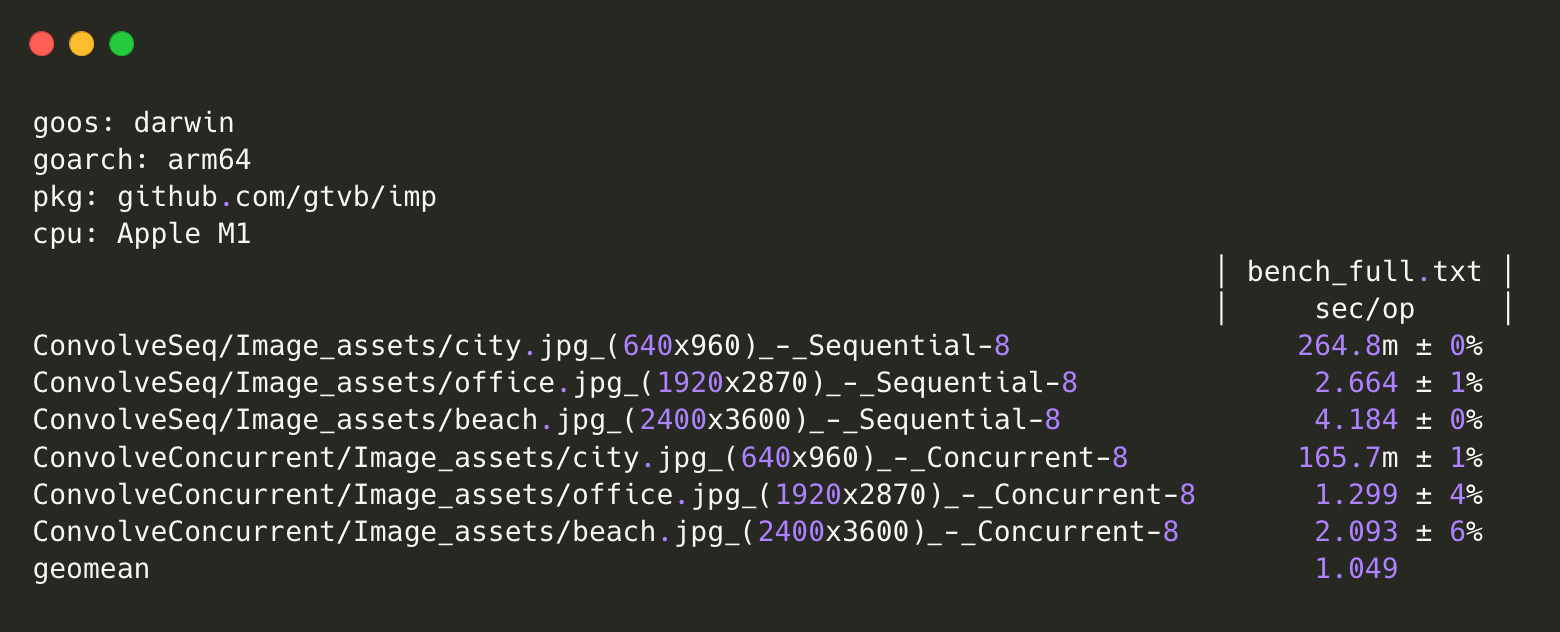 goos: darwin
goarch: arm64
pkg: github.com/gtvb/imp
cpu: Apple M1
│ bench_full.txt │
│ sec/op │
ConvolveSeq/Image_assets/city.jpg_(640x960)_-_Sequential-8 264.8m ± 0%
ConvolveSeq/Image_assets/office.jpg_(1920x2870)_-_Sequential-8 2.664 ± 1%
ConvolveSeq/Image_assets/beach.jpg_(2400x3600)_-_Sequential-8 4.184 ± 0%
ConvolveConcurrent/Image_assets/city.jpg_(640x960)_-_Concurrent-8 165.7m ± 1%
ConvolveConcurrent/Image_assets/office.jpg_(1920x2870)_-_Concurrent-8 1.299 ± 4%
ConvolveConcurrent/Image_assets/beach.jpg_(2400x3600)_-_Concurrent-8 2.093 ± 6%
geomean 1.049